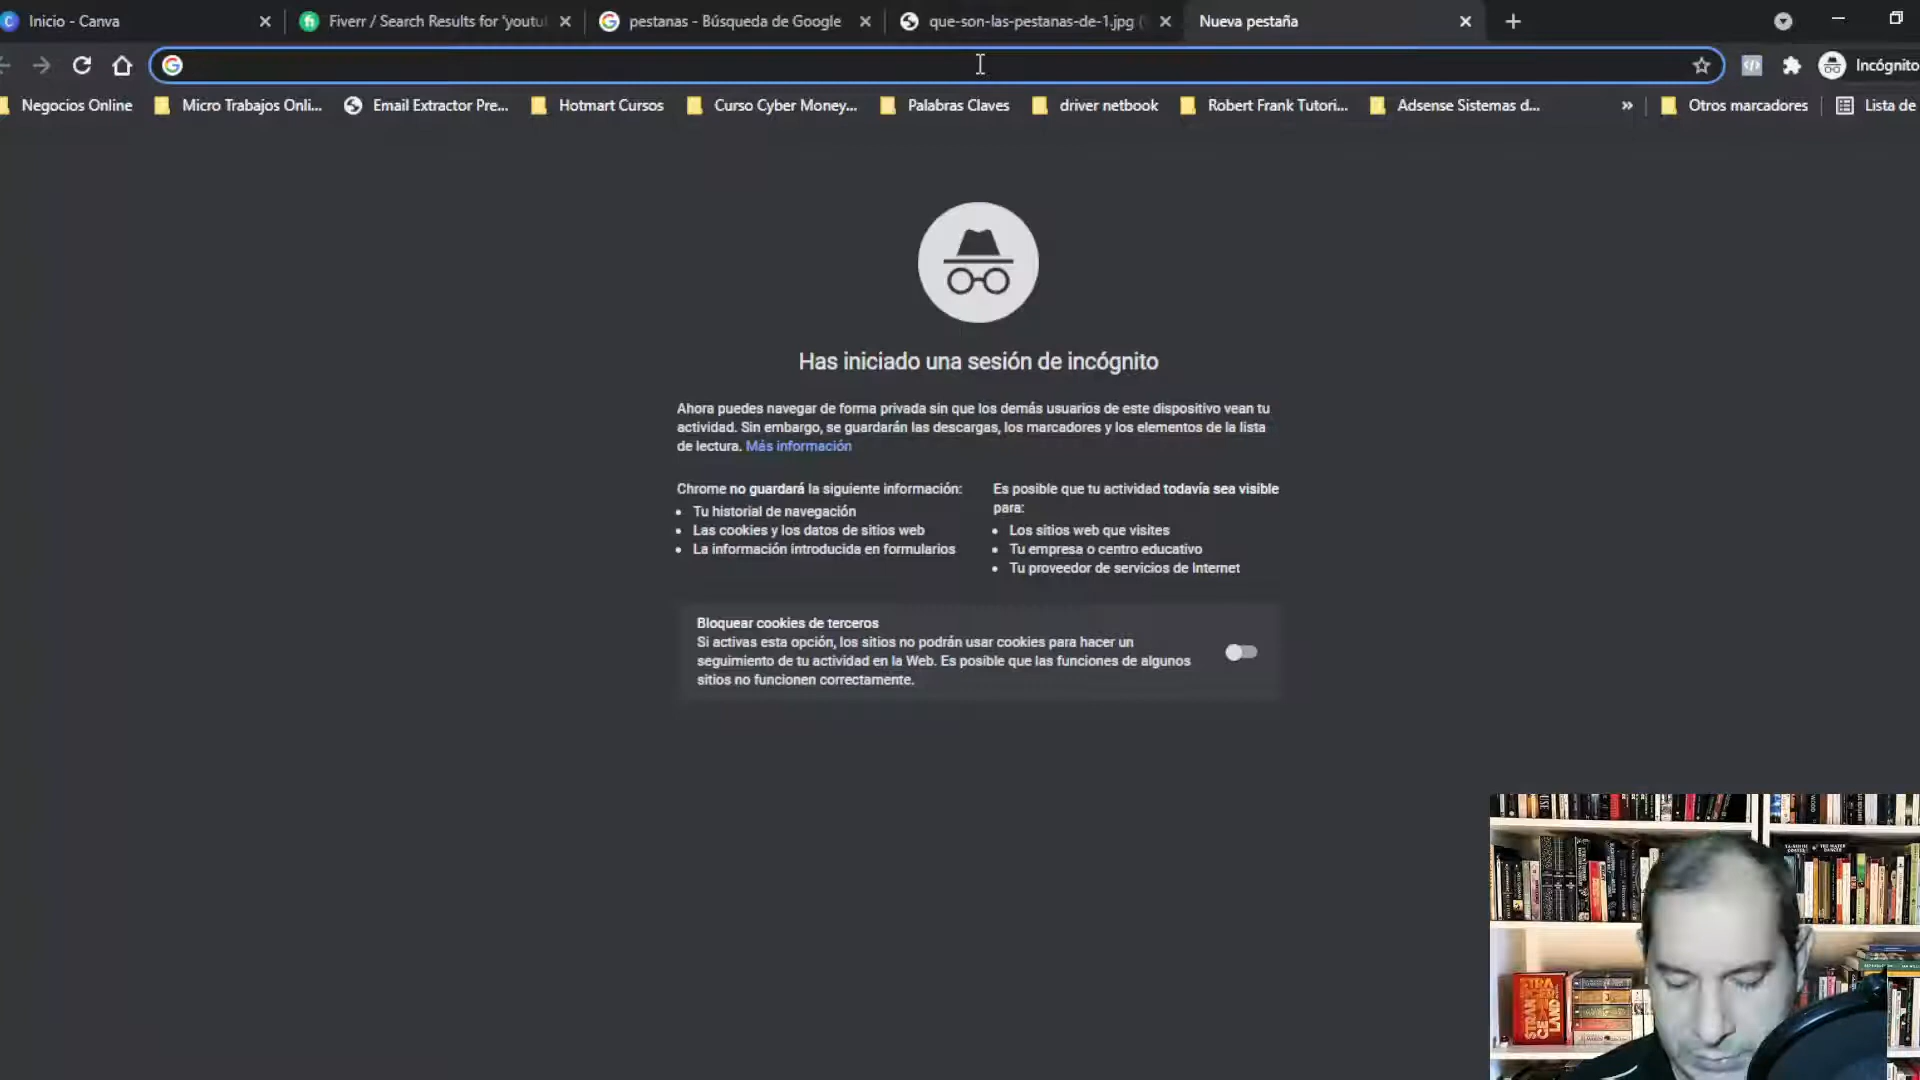 Inicio - Canva
Fiverr / Search Results for 'youtu
pestanas - Búsqueda de Google
que-son-las-pestanas-de-1.jpg (
Nueva pestaña
Incógnito
Negocios Online
Micro Trabajos Onli...
Email Extractor Pre...
Hotmart Cursos
Curso Cyber Money...
Palabras Claves
driver netbook
Robert Frank Tutori...
Adsense Sistemas d...
»
Otros marcadores
Lista de
Has iniciado una sesión de incógnito
Ahora puedes navegar de forma privada sin que los demás usuarios de este dispositivo vean tu
actividad. Sin embargo, se guardarán las descargas, los marcadores y los elementos de la lista
de lectura. Más información
Chrome no guardará la siguiente información:
• Tu historial de navegación
• Las cookies y los datos de sitios web
• La información introducida en formularios
Es posible que tu actividad todavía sea visible
para:
• Los sitios web que visites
• Tu empresa o centro educativo
• Tu proveedor de servicios de Internet
Bloquear cookies de terceros
Si activas esta opción, los sitios no podrán usar cookies para hacer un
seguimiento de tu actividad en la Web. Es posible que las funciones de algunos
sitios no funcionen correctamente.
STRAN